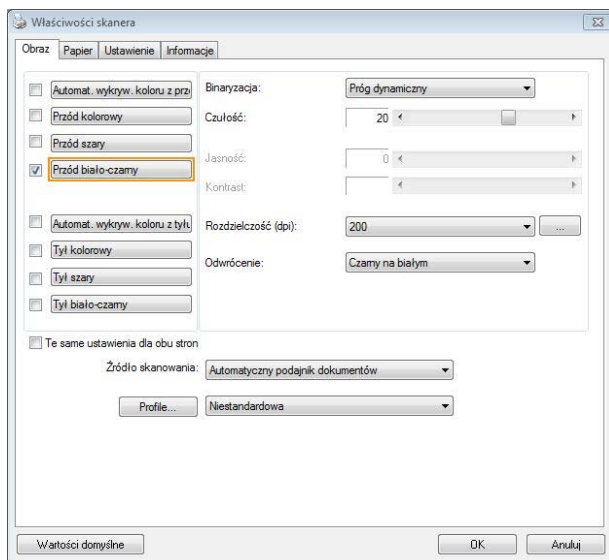 Właściwości skanera
Obraz Papier Ustawienie Informacje
Automat. wykryw. koloru z prze
Przód kolorowy
Przód szary
Przód biało-czarny
Automat. wykryw. koloru z tyłu
Tył kolorowy
Tył szary
Tył biało-czarny
Binaryzacja: Próg dynamiczny
Czułość: 20
Jasność: 0
Kontrast:
Rozdzielczość (dpi): 200 ...
Odwrócenie: Czarny na białym
Te same ustawienia dla obu stron
Źródło skanowania: Automatyczny podajnik dokumentów
Profile... Niestandardowa
Wartości domyślne OK Anuluj